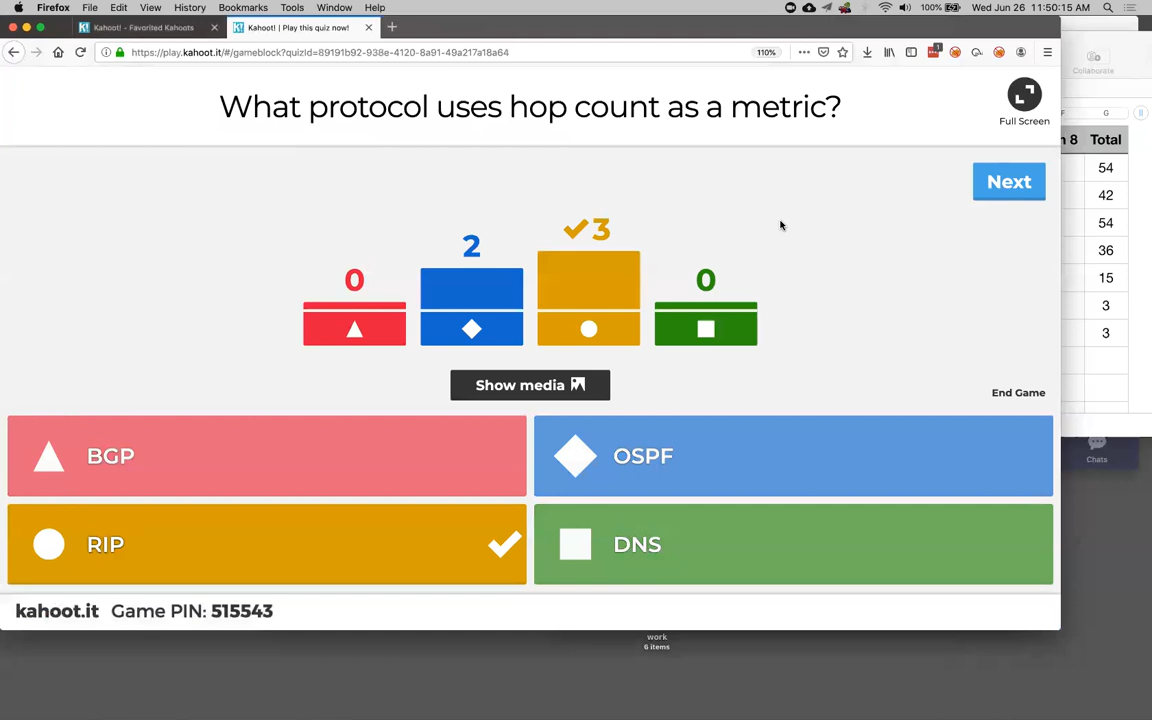 Firefox File Edit View History Bookmarks Tools Window Help 100% Wed Jun 26 11:50:15 AM
Kahoot! - Favorited Kahoots Kahoot! | Play this quiz now!
https://play.kahoot.it/#/gameblock?quizId=89191b92-938e-4120-8a91-49a217a18a64 110% 1
Collaborate
What protocol uses hop count as a metric?
Full Screen
G
8 Total
54
Next
42
54
36
15
3
3
0 2 3 0
Show media
End Game
BGP
OSPF
RIP
DNS
Chats
kahoot.it Game PIN: 515543
work
6 items